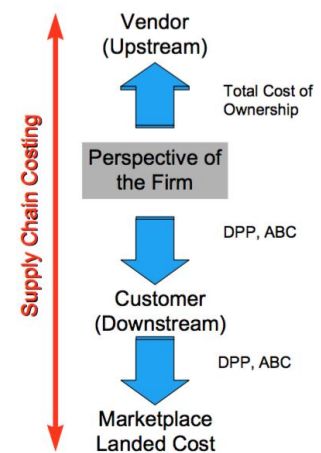 Vendor
(Upstream)
Total Cost of
Ownership
Perspective of
the Firm
DPP, ABC
Supply Chain Costing
Customer
(Downstream)
DPP, ABC
Marketplace
Landed Cost